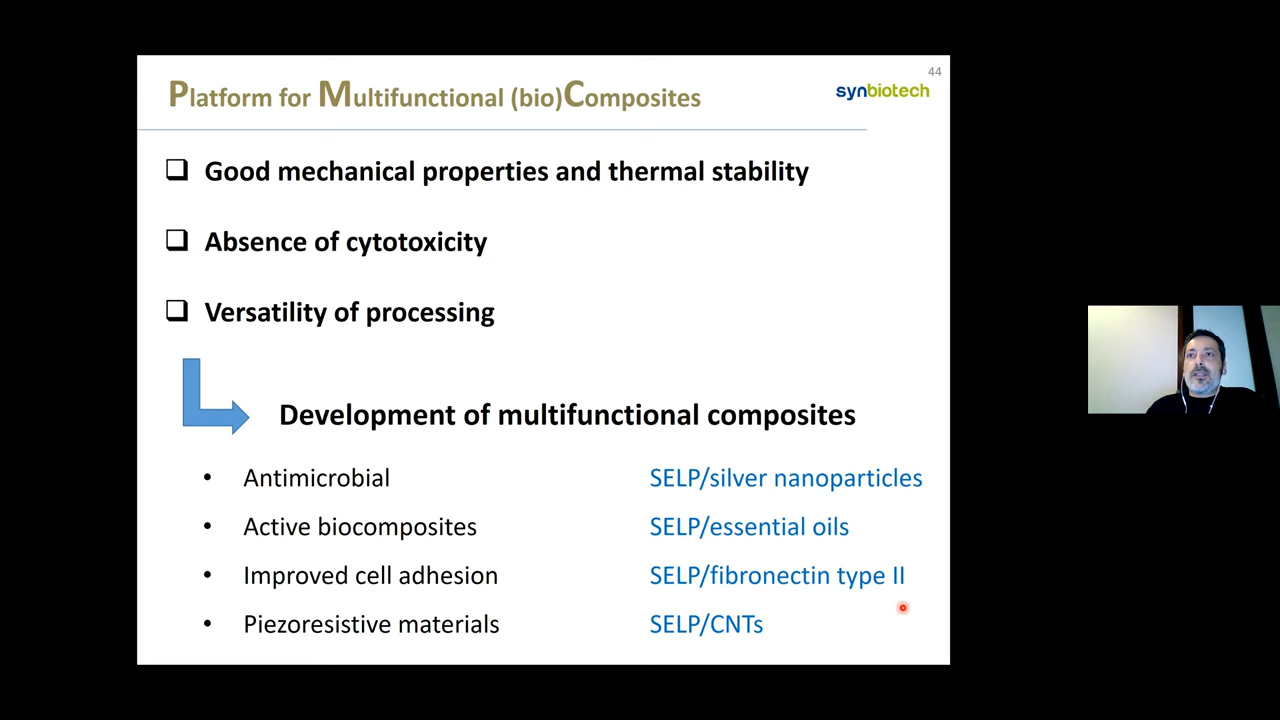 44
Platform for Multifunctional (bio)Composites
synbiotech
Good mechanical properties and thermal stability
Absence of cytotoxicity
Versatility of processing
Development of multifunctional composites
• Antimicrobial SELP/silver nanoparticles
• Active biocomposites SELP/essential oils
• Improved cell adhesion SELP/fibronectin type II
• Piezoresistive materials SELP/CNTs